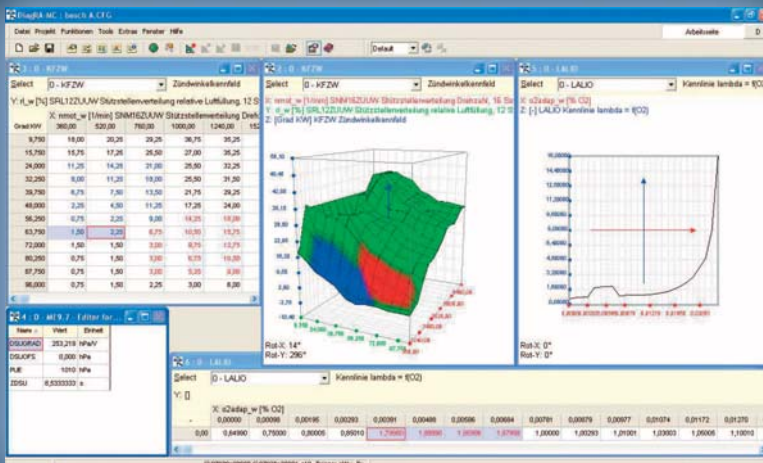 DiagRA-MC : bosch A.CFG
Datei Projekt Funktionen Tools Extras Fenster Hilfe
Arbeitsseite
Default
3 : 0 - KFZW
Select 0 - KFZW Zündwinkelkennfeld
Y: rl_w [%] SRL12ZUUW Stützstellenverteilung relative Luftfüllung, 12 S
X: nmot_w [1/min] SNM16ZUUW Stützstellenverteilung Dreh
Grad KW 360,00 520,00 760,00 1000,00 1240,00
9,750 18,00 20,25 29,25 36,75 35,25
15,750 15,75 17,25 25,50 27,00 35,25
24,000 11,25 14,25 21,00 25,50 32,25
32,250 9,00 11,25 18,00 25,50 31,50
39,750 6,75 7,50 13,50 21,75 29,25
48,000 2,25 4,50 11,25 17,25 24,00
56,250 0,75 2,25 9,00 14,25 18,00
63,750 1,50 2,25 6,75 10,50 15,75
72,000 1,50 1,50 3,00 9,75 12,75
80,250 0,75 1,50 3,00 6,75 10,50
87,750 0,75 1,50 3,00 5,25 9,00
96,000 0,75 1,50 2,25 3,00 6,00
2 : 0 - KFZW
Select 0 - KFZW
X: nmot_w [1/min] SNM16ZUUW Stützstellenverteilung Drehzahl, 16 S
Y: rl_w [%] SRL12ZUUW Stützstellenverteilung relative Luftfüllung, 12 S
Z: [Grad KW] KFZW Zündwinkelkennfeld
Rot-X: 14°
Rot-Y: 296°
5 : 0 - LALIO
Select 0 - LALIO Kennlinie lambda = f(O2)
X: o2adap_w [% O2]
Z: [-] LALIO Kennlinie lambda = f(O2)
Rot-X: 0°
Rot-Y: 0°
4 : 0 - ME9.7 - Editor for...
Name Wert Einheit
DSUGRAD 253,218 hPa/V
DSUOFS 0,000 hPa
PUE 1010 hPa
ZDSU 6,5333333 s
6 : 0 - LALIO
Select 0 - LALIO Kennlinie lambda = f(O2)
Y: []
X: o2adap_w [% O2]
- 0,00000 0,00098 0,00195 0,00293 0,00391 0,00488 0,00586 0,00684 0,00781 0,00879 0,00977 0,01074 0,01172 0,01270
0,00 0,64990 0,75000 0,80005 0,85010 1,00000 1,00293 1,01001 1,03003 1,05005 1,10010